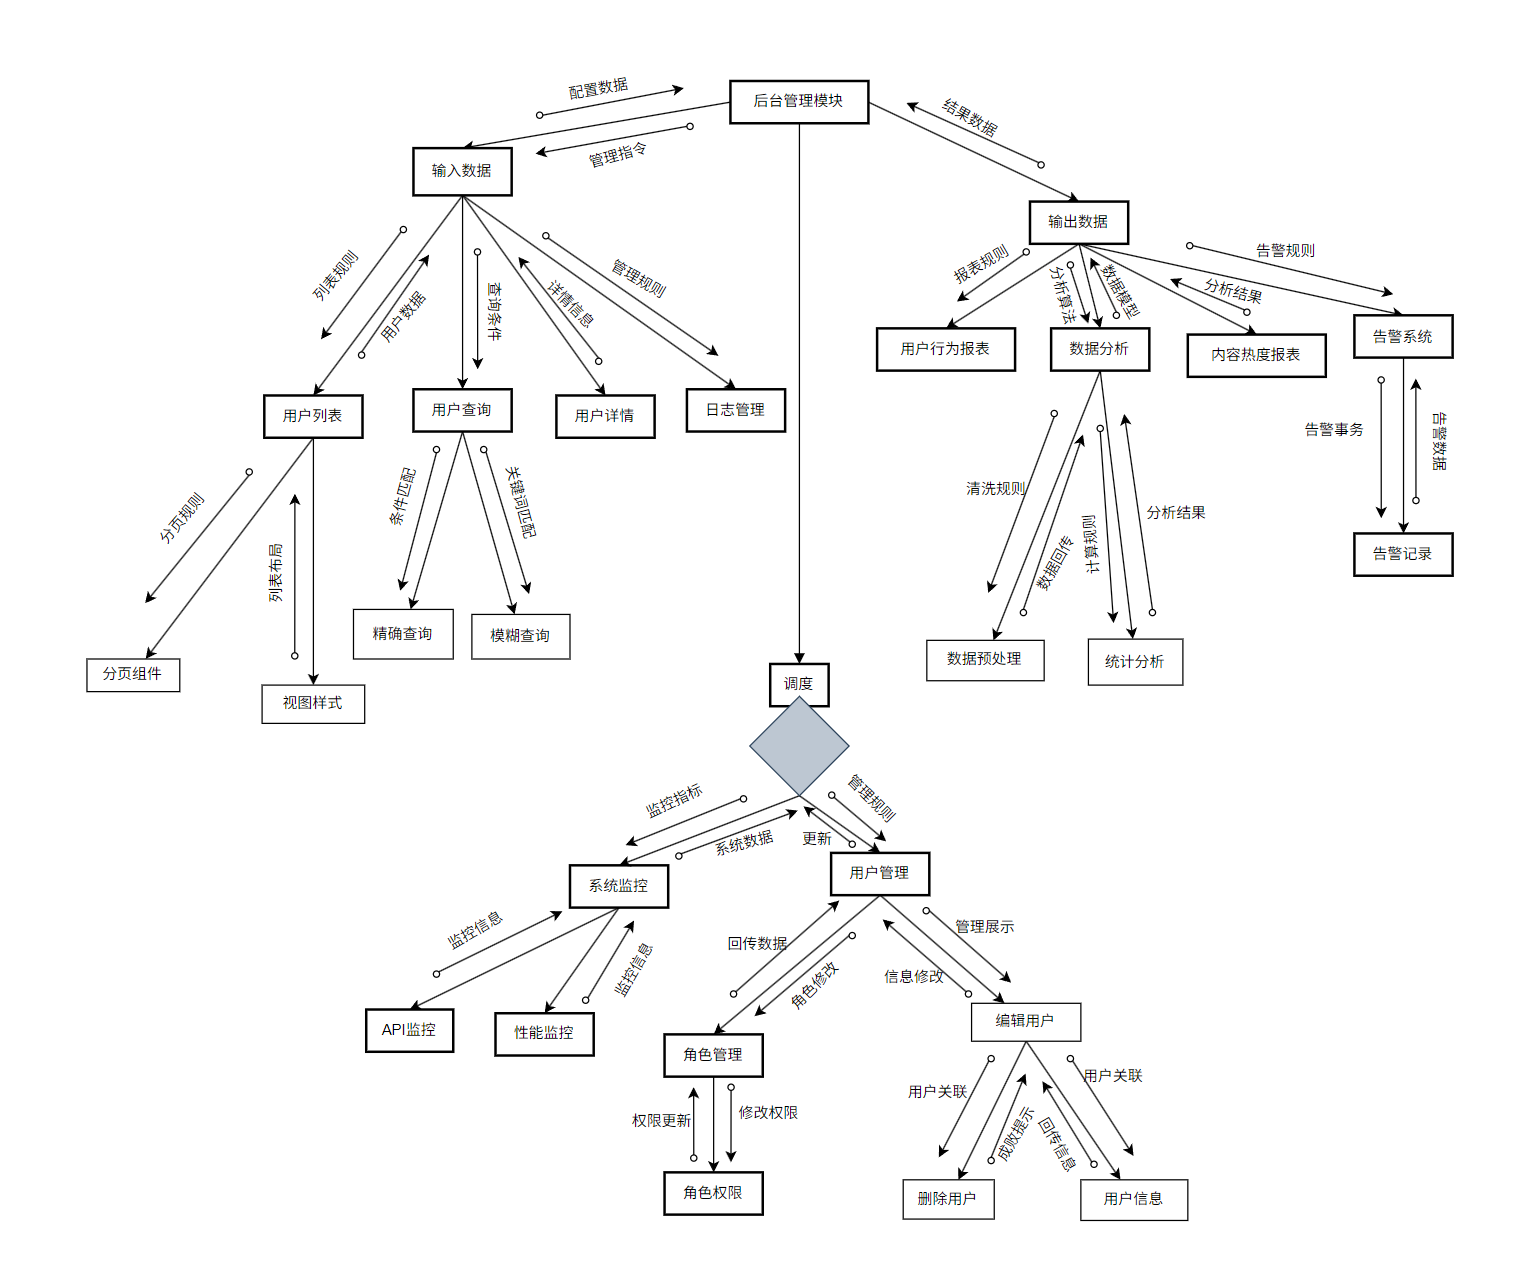 配置数据
后台管理模块
结果数据
管理指令
输入数据
输出数据
列表规则
用户数据
查询条件
详情信息
管理规则
报表规则
分析算法
数据模型
分析结果
告警规则
用户行为报表
数据分析
内容热度报表
告警系统
用户列表
用户查询
用户详情
日志管理
告警事务
告警数据
分页规则
列表布局
条件匹配
关键词匹配
清洗规则
数据回传
计算规则
分析结果
告警记录
分页组件
视图样式
精确查询
模糊查询
数据预处理
统计分析
调度
监控指标
系统数据
更新
管理规则
系统监控
用户管理
监控信息
监控信息
回传数据
角色修改
信息修改
管理展示
API监控
性能监控
角色管理
编辑用户
权限更新
修改权限
用户关联
成败提示
回传信息
用户关联
角色权限
删除用户
用户信息